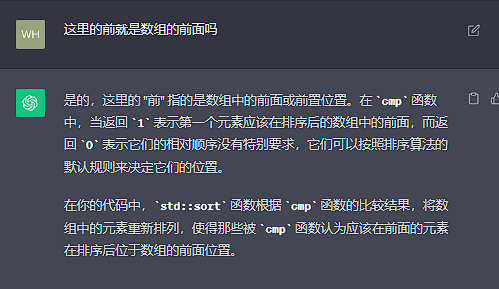 WH
这里的前就是数组的前面吗
是的，这里的 "前" 指的是数组中的前面或前置位置。在 `cmp` 函数
中，当返回 `1` 表示第一个元素应该在排序后的数组中的前面，而返
回 `0` 表示它们的相对顺序没有特别要求，它们可以按照排序算法的
默认规则来决定它们的位置。
在你的代码中，`std::sort` 函数根据 `cmp` 函数的比较结果，将数
组中的元素重新排列，使得那些被 `cmp` 函数认为应该在前面的元素
在排序后位于数组的前面位置。